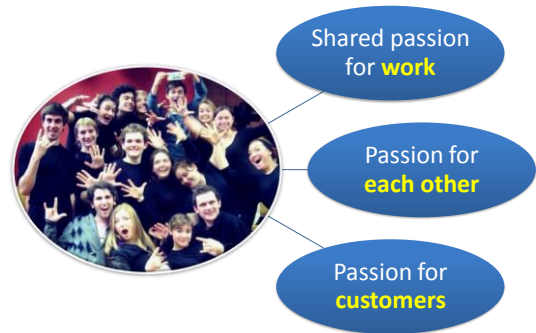 Shared passion
for work
Passion for
each other
Passion for
customers